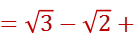 = √3 − √2 +